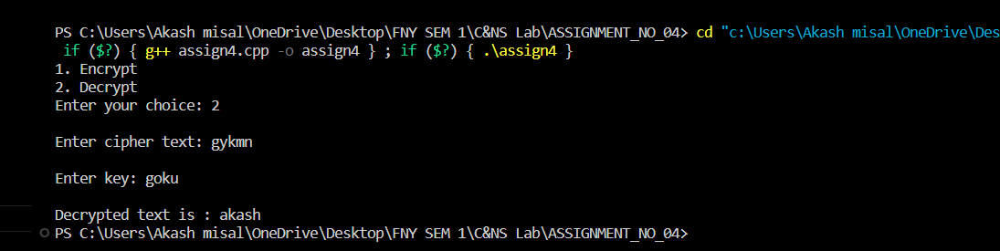 PS C:\Users\Akash misal\OneDrive\Desktop\FNY SEM 1\C&NS Lab\ASSIGNMENT_NO_04> cd "c:\Users\Akash misal\OneDrive\Des
if ($?) { g++ assign4.cpp -o assign4 } ; if ($?) { .\assign4 }
1. Encrypt
2. Decrypt
Enter your choice: 2
Enter cipher text: gykmn
Enter key: goku
Decrypted text is : akash
PS C:\Users\Akash misal\OneDrive\Desktop\FNY SEM 1\C&NS Lab\ASSIGNMENT_NO_04>